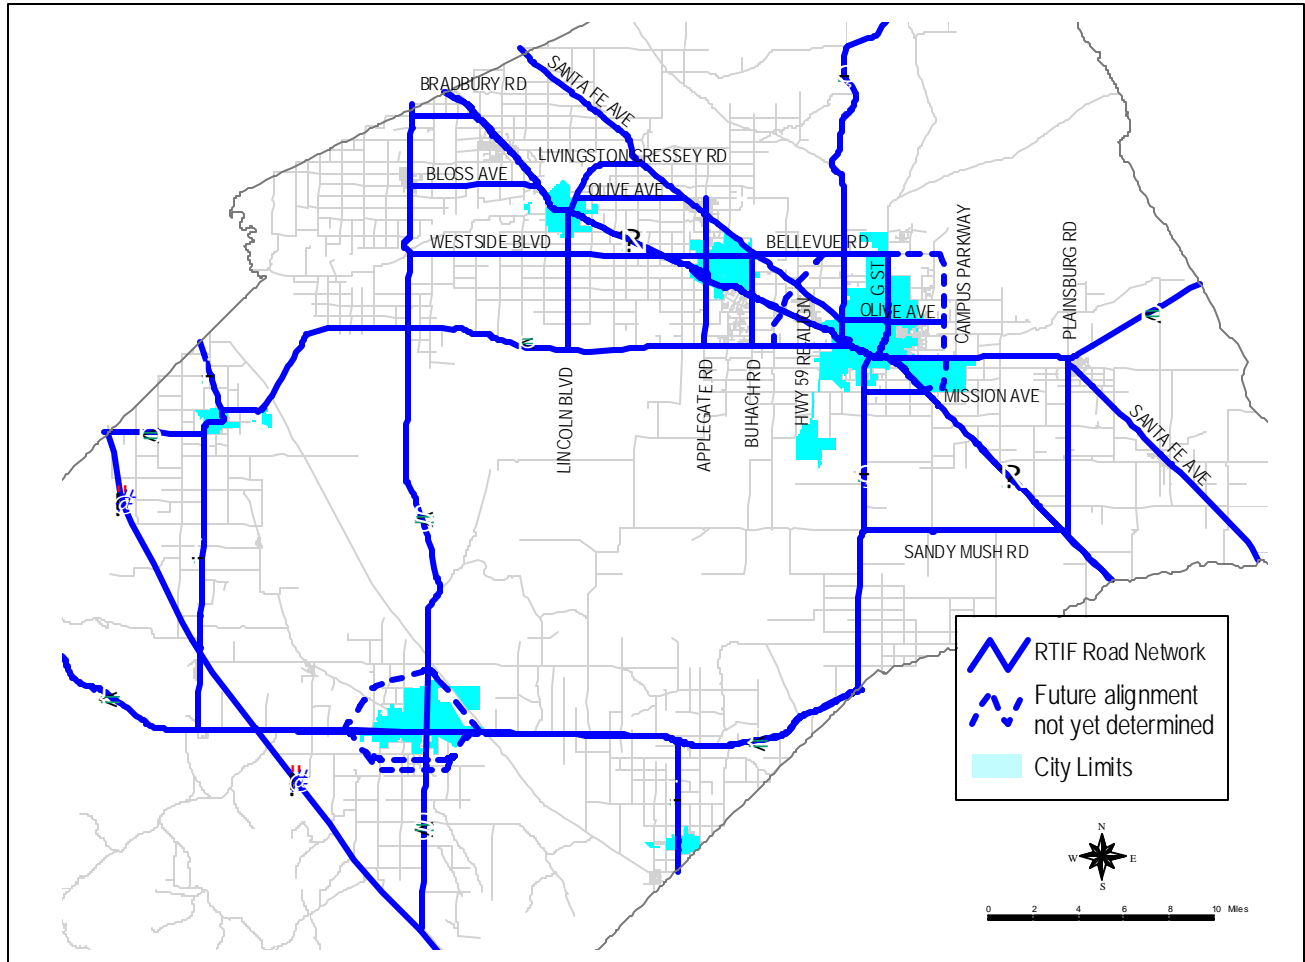 SANTA FE AVE
BRADBURY RD
LIVINGSTON CRESSEY RD
BLOSS AVE
OLIVE AVE
WESTSIDE BLVD
BELLEVUE RD
G ST
CAMPUS PARKWAY
PLAINSBURG RD
OLIVE AVE
HWY 59 RE-ALIGN
LINCOLN BLVD
APPLEGATE RD
BUHACH RD
MISSION AVE
SANTA FE AVE
SANDY MUSH RD
RTIF Road Network
Future alignment
not yet determined
City Limits
N
W E
S
0 2 4 6 8 10 Miles